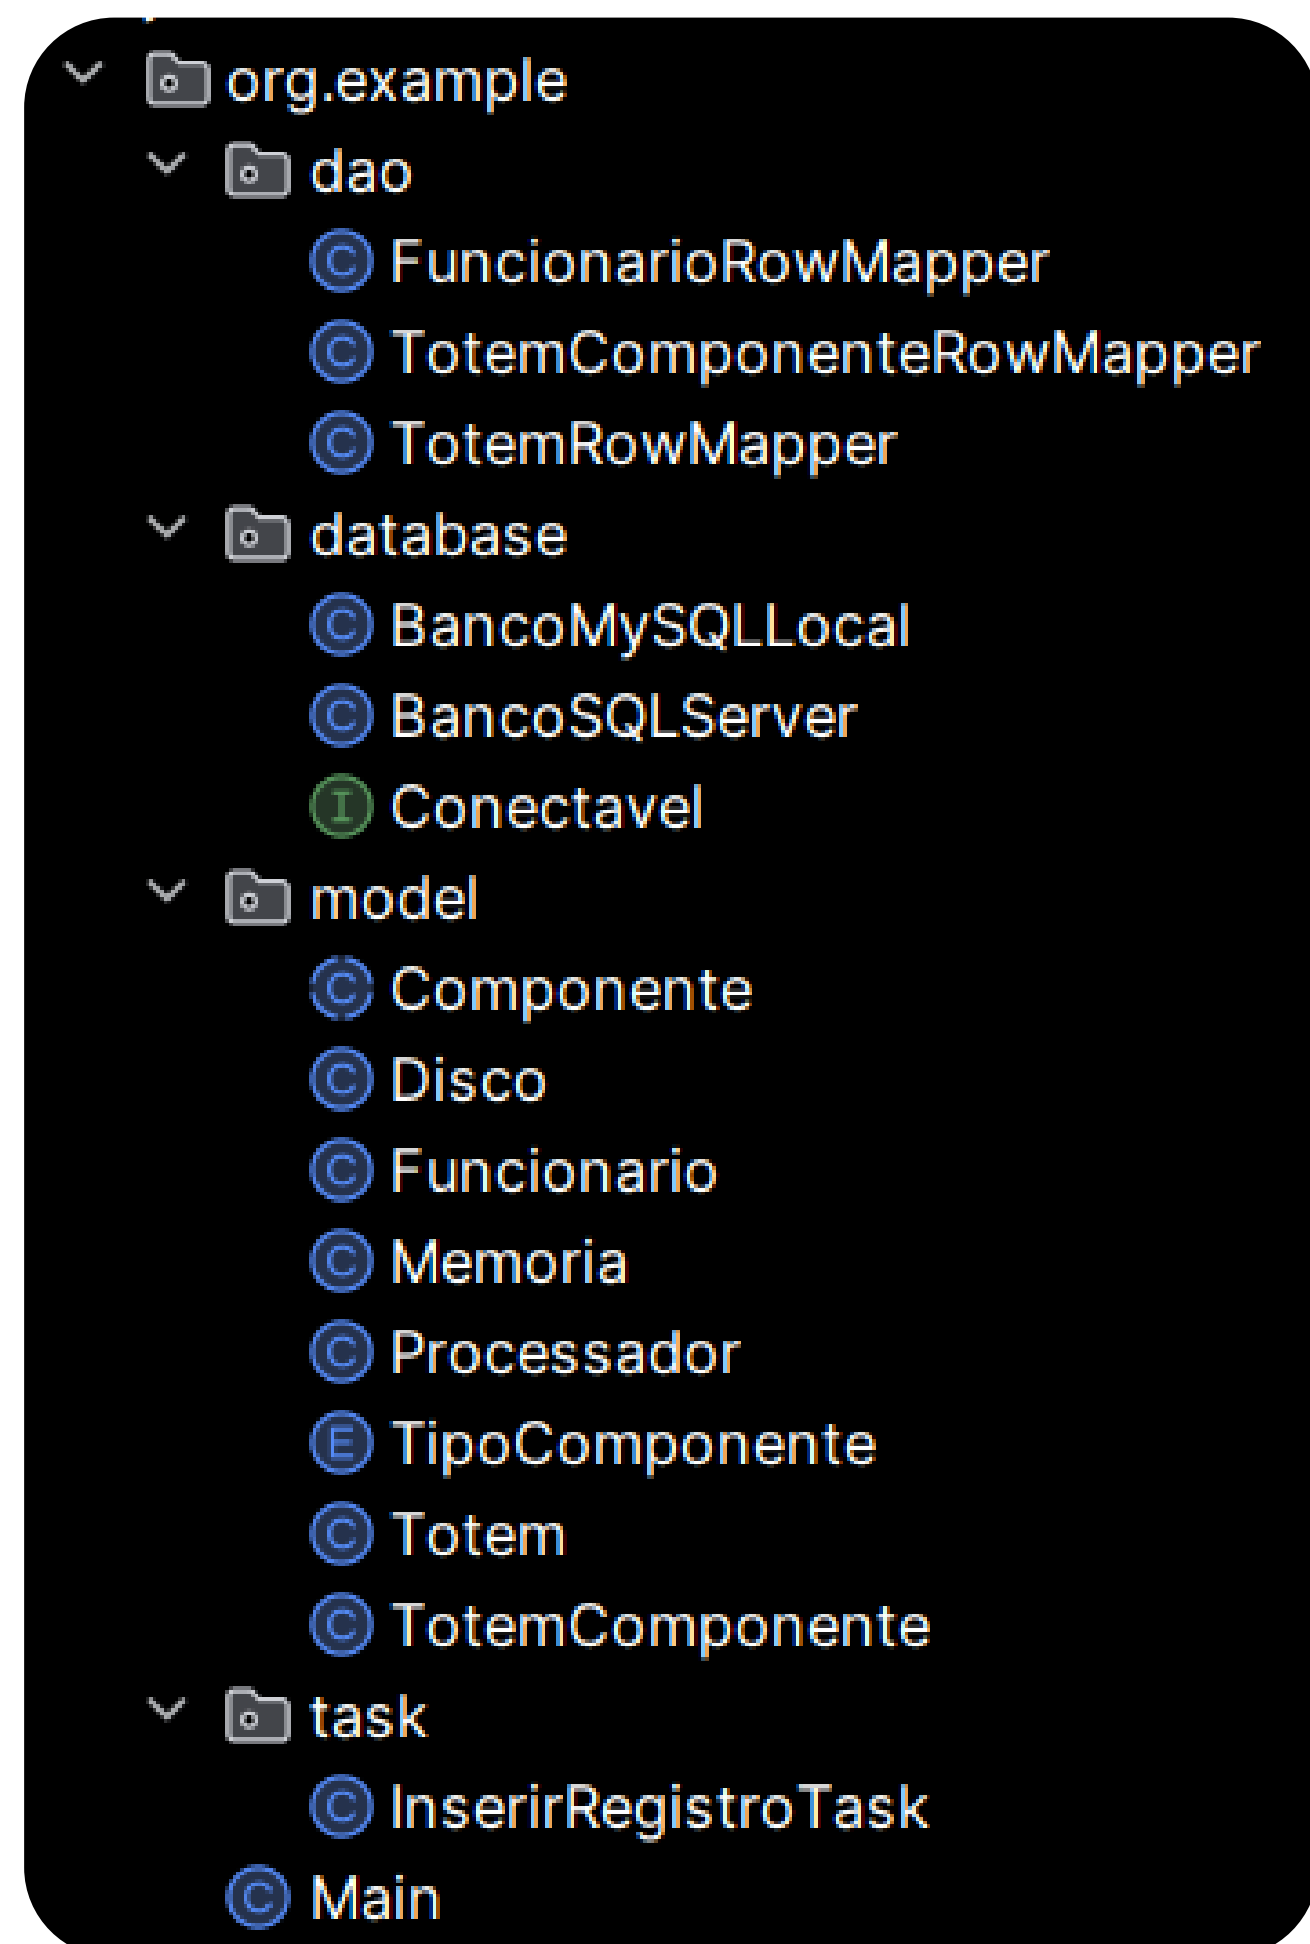 org.example
dao
FuncionarioRowMapper
TotemComponenteRowMapper
TotemRowMapper
database
BancoMySQLLocal
BancoSQLServer
Conectavel
model
Componente
Disco
Funcionario
Memoria
Processador
TipoComponente
Totem
TotemComponente
task
InserirRegistroTask
Main